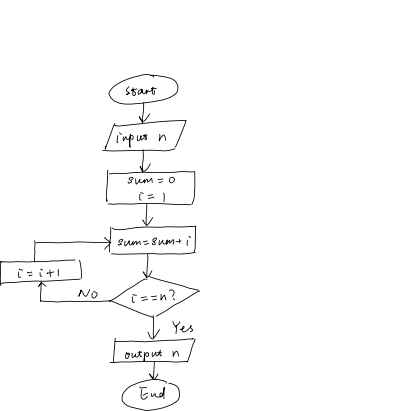 Start
input n
sum = 0
i = 1
sum=sum+i
i = i+1
i ==n?
No
Yes
output n
End